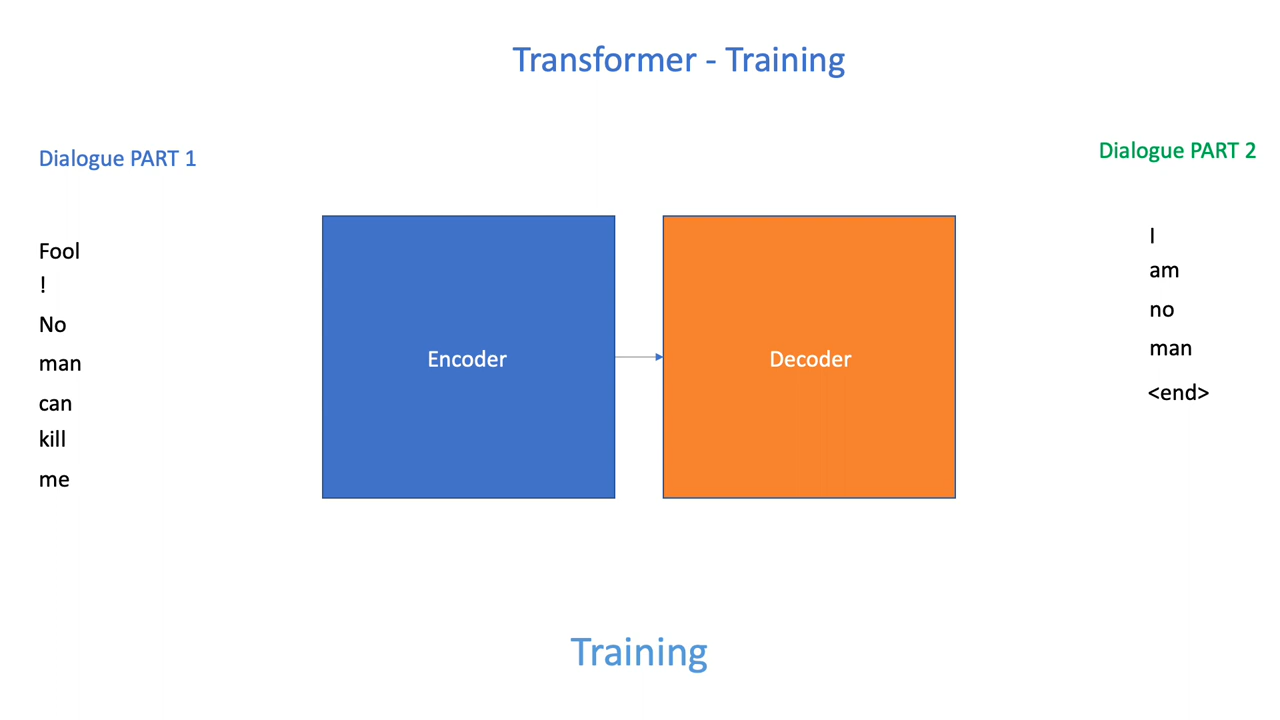 Transformer - Training
Dialogue PART 1
Fool
!
No
man
can
kill
me
Encoder
Decoder
Dialogue PART 2
I
am
no
man
<end>
Training